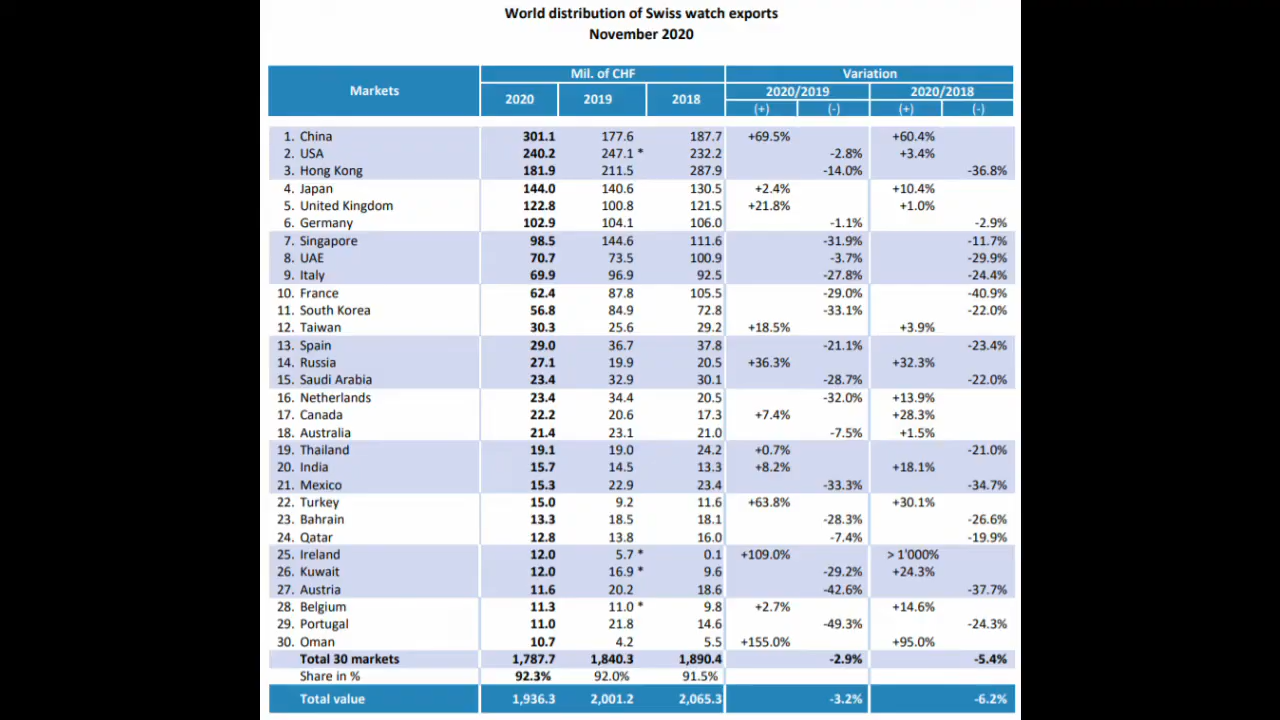 World distribution of Swiss watch exports
November 2020
Markets Mil. of CHF Variation
2020 2019 2018 2020/2019 2020/2018
(+) (-) (+) (-)
1. China 301.1 177.6 187.7 +69.5% +60.4%
2. USA 240.2 247.1 * 232.2 -2.8% +3.4%
3. Hong Kong 181.9 211.5 287.9 -14.0% -36.8%
4. Japan 144.0 140.6 130.5 +2.4% +10.4%
5. United Kingdom 122.8 100.8 121.5 +21.8% +1.0%
6. Germany 102.9 104.1 106.0 -1.1% -2.9%
7. Singapore 98.5 144.6 111.6 -31.9% -11.7%
8. UAE 70.7 73.5 100.9 -3.7% -29.9%
9. Italy 69.9 96.9 92.5 -27.8% -24.4%
10. France 62.4 87.8 105.5 -29.0% -40.9%
11. South Korea 56.8 84.9 72.8 -33.1% -22.0%
12. Taiwan 30.3 25.6 29.2 +18.5% +3.9%
13. Spain 29.0 36.7 37.8 -21.1% -23.4%
14. Russia 27.1 19.9 20.5 +36.3% +32.3%
15. Saudi Arabia 23.4 32.9 30.1 -28.7% -22.0%
16. Netherlands 23.4 34.4 20.5 -32.0% +13.9%
17. Canada 22.2 20.6 17.3 +7.4% +28.3%
18. Australia 21.4 23.1 21.0 -7.5% +1.5%
19. Thailand 19.1 19.0 24.2 +0.7% -21.0%
20. India 15.7 14.5 13.3 +8.2% +18.1%
21. Mexico 15.3 22.9 23.4 -33.3% -34.7%
22. Turkey 15.0 9.2 11.6 +63.8% +30.1%
23. Bahrain 13.3 18.5 18.1 -28.3% -26.6%
24. Qatar 12.8 13.8 16.0 -7.4% -19.9%
25. Ireland 12.0 5.7 * 0.1 +109.0% > 1'000%
26. Kuwait 12.0 16.9 * 9.6 -29.2% +24.3%
27. Austria 11.6 20.2 18.6 -42.6% -37.7%
28. Belgium 11.3 11.0 * 9.8 +2.7% +14.6%
29. Portugal 11.0 21.8 14.6 -49.3% -24.3%
30. Oman 10.7 4.2 5.5 +155.0% +95.0%
Total 30 markets 1,787.7 1,840.3 1,890.4 -2.9% -5.4%
Share in % 92.3% 92.0% 91.5%
Total value 1,936.3 2,001.2 2,065.3 -3.2% -6.2%